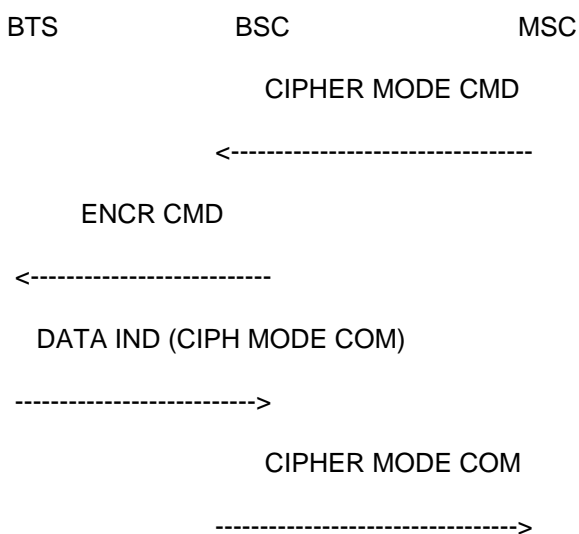 BTS BSC MSC
CIPHER MODE CMD
<----------------------------------
ENCR CMD
<---------------------------
DATA IND (CIPH MODE COM)
--------------------------->
CIPHER MODE COM
---------------------------------->